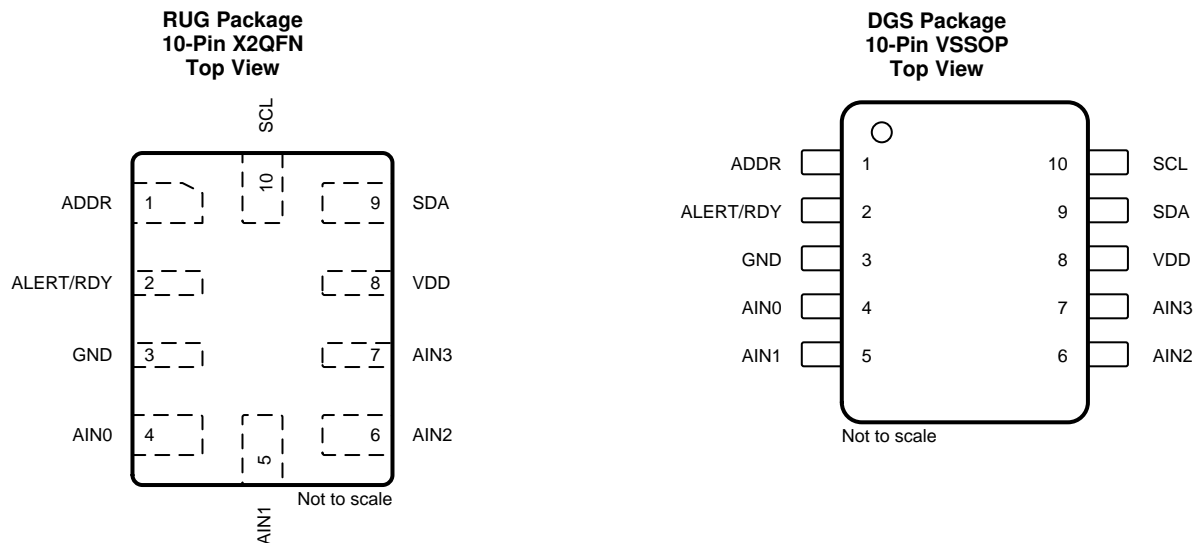 RUG Package
10-Pin X2QFN
Top View
SCL
10
ADDR 1 9 SDA
ALERT/RDY 2 8 VDD
GND 3 7 AIN3
AIN0 4 6 AIN2
5
Not to scale
AIN1
DGS Package
10-Pin VSSOP
Top View
ADDR 1 10 SCL
ALERT/RDY 2 9 SDA
GND 3 8 VDD
AIN0 4 7 AIN3
AIN1 5 6 AIN2
Not to scale